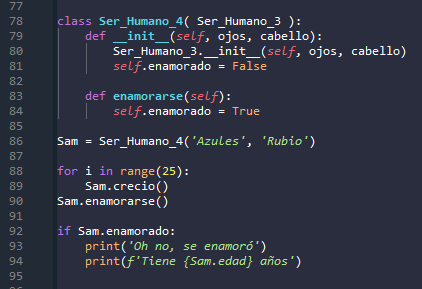 77
78 class Ser_Humano_4( Ser_Humano_3 ):
79     def __init__(self, ojos, cabello):
80         Ser_Humano_3.__init__(self, ojos, cabello)
81         self.enamorado = False
82
83     def enamorarse(self):
84         self.enamorado = True
85
86 Sam = Ser_Humano_4('Azules', 'Rubio')
87
88 for i in range(25):
89     Sam.crecio()
90 Sam.enamorarse()
91
92 if Sam.enamorado:
93     print('Oh no, se enamoró')
94     print(f'Tiene {Sam.edad} años')
95